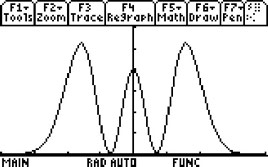 F1▾ F2▾ F3 F4 F5▾ F6▾ F7▾
Tools Zoom Trace Regraph Math Draw Pen
MAIN RAD AUTO FUNC